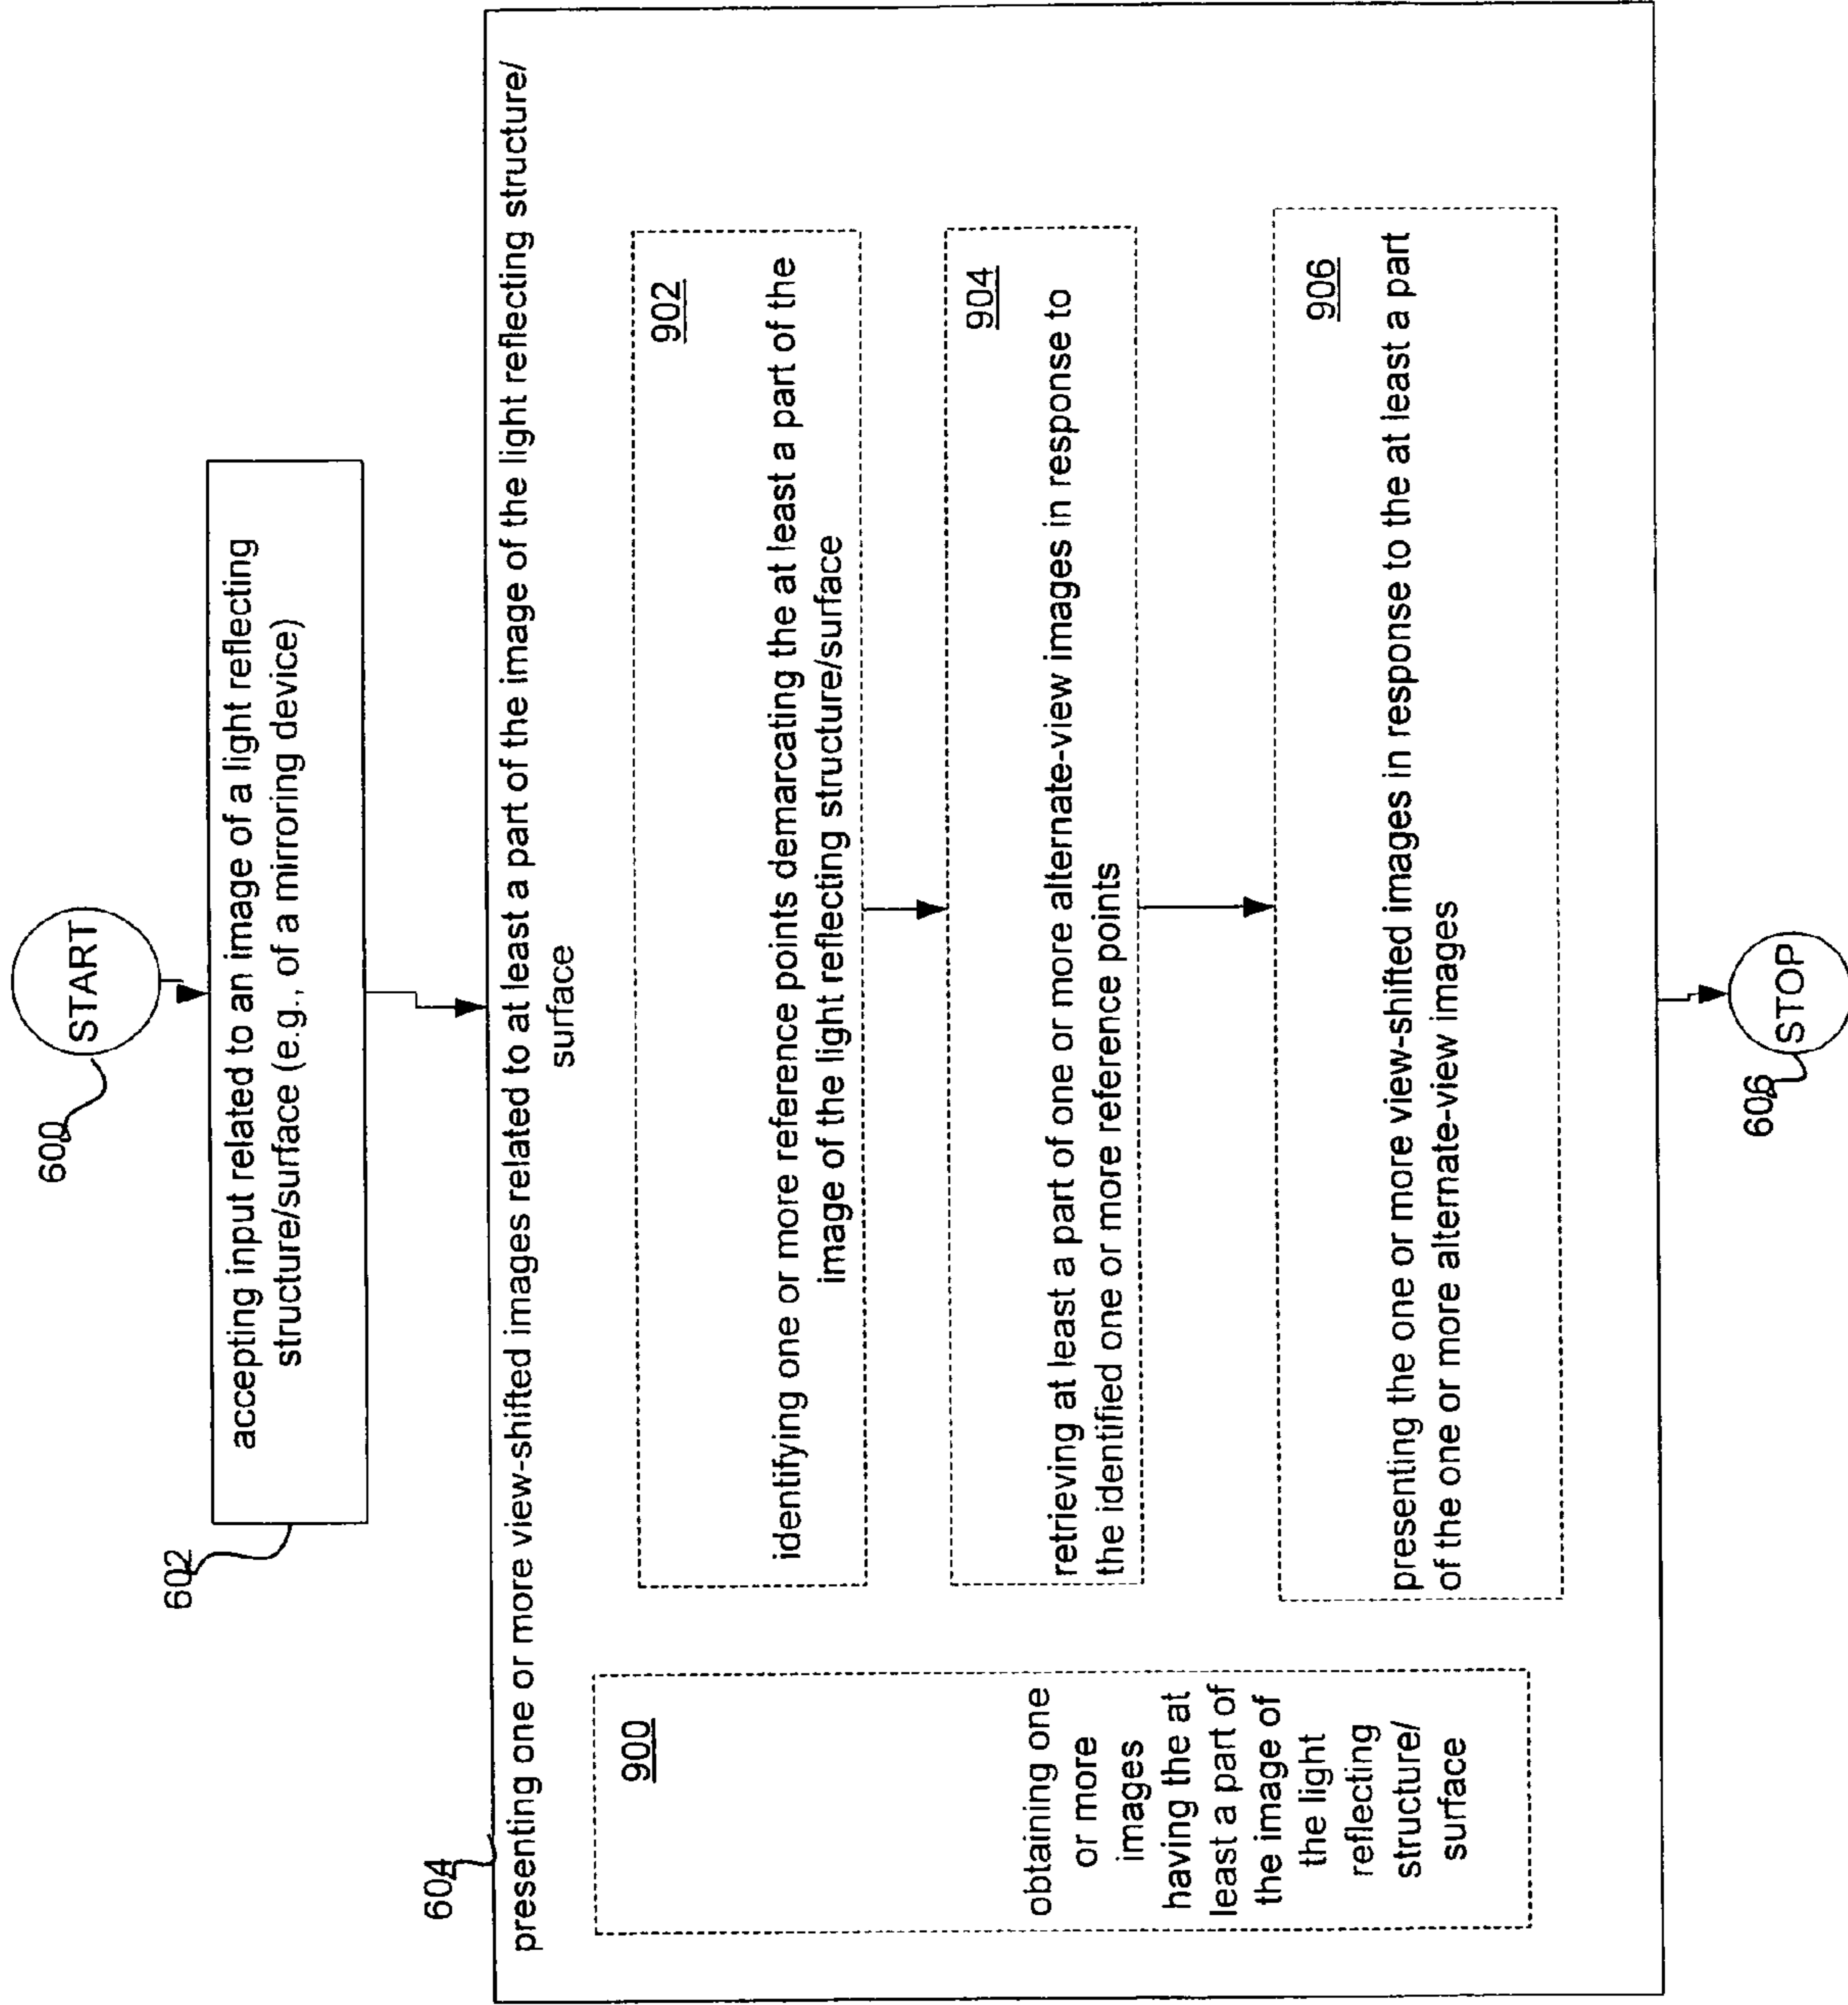 START
600
accepting input related to an image of a light reflecting
structure/surface (e.g., of a mirroring device)
602
604
presenting one or more view-shifted images related to at least a part of the image of the light reflecting structure/
surface
900
obtaining one
or more
images
having the at
least a part of
the image of
the light
reflecting
structure/
surface
902
identifying one or more reference points demarcating the at least a part of the
image of the light reflecting structure/surface
904
retrieving at least a part of one or more alternate-view images in response to
the identified one or more reference points
906
presenting the one or more view-shifted images in response to the at least a part
of the one or more alternate-view images
606
STOP